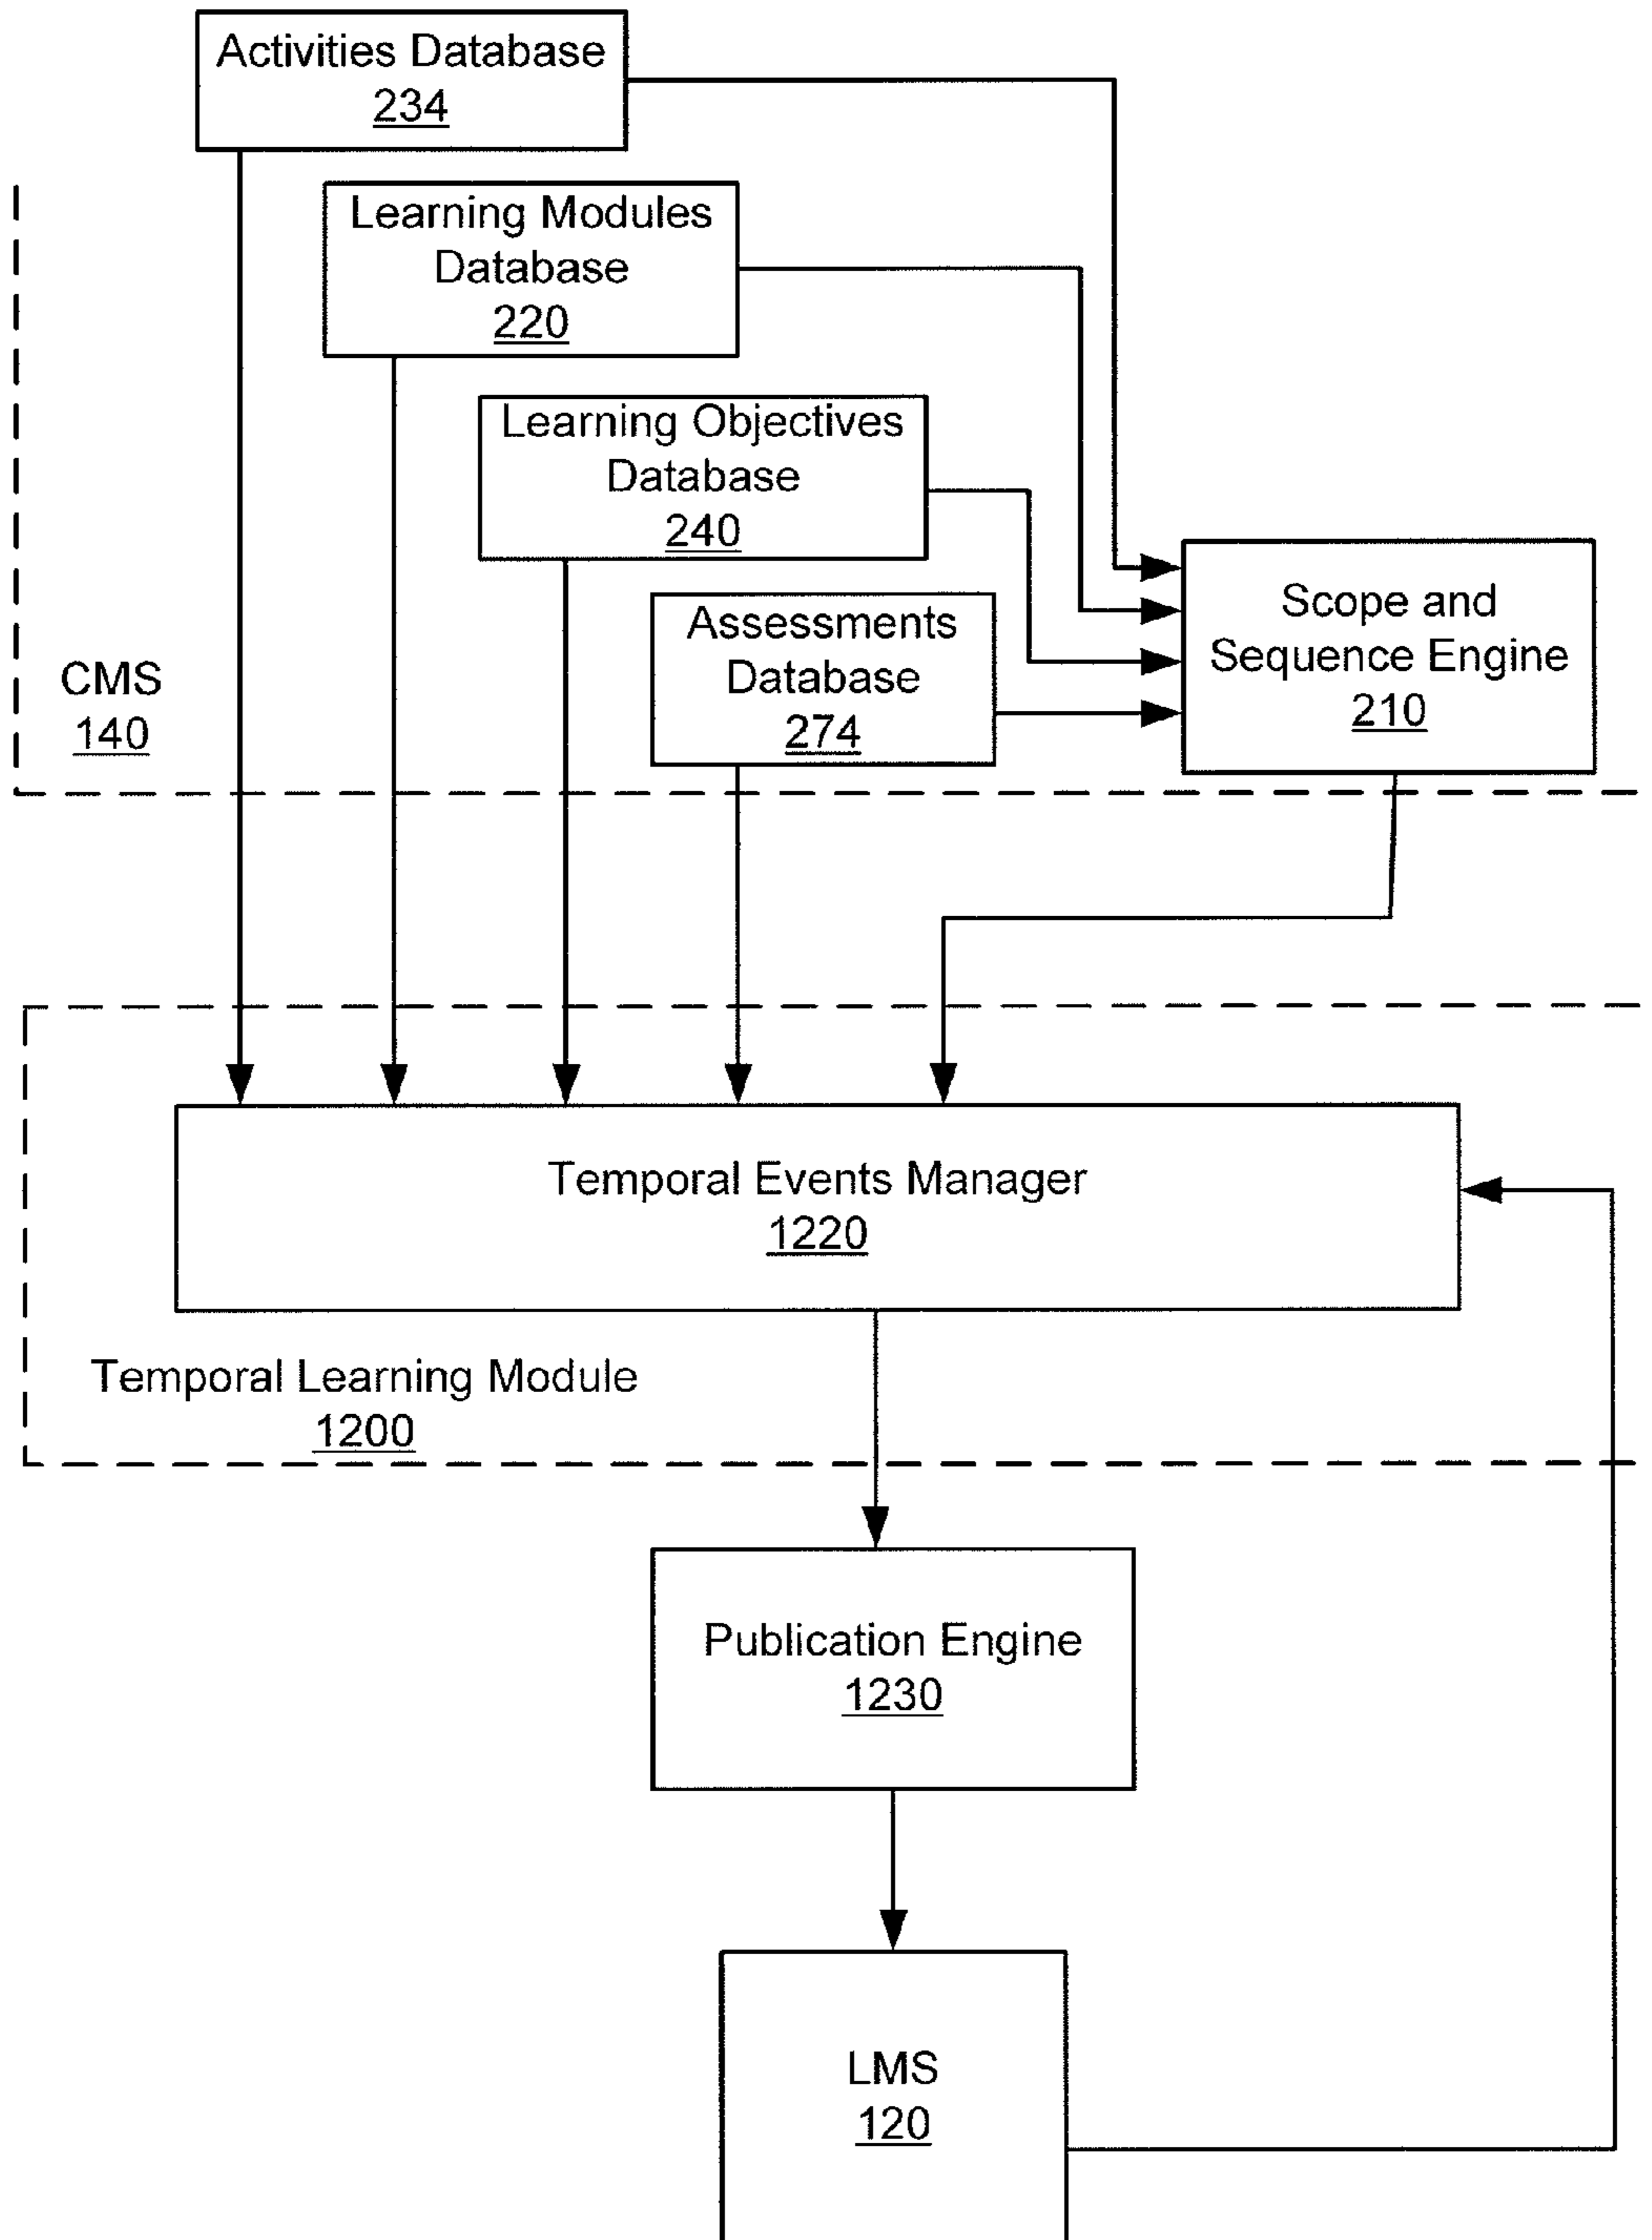 Activities Database
234
Learning Modules
Database
220
Learning Objectives
Database
240
Assessments
Database
274
Scope and
Sequence Engine
210
CMS
140
Temporal Events Manager
1220
Temporal Learning Module
1200
Publication Engine
1230
LMS
120